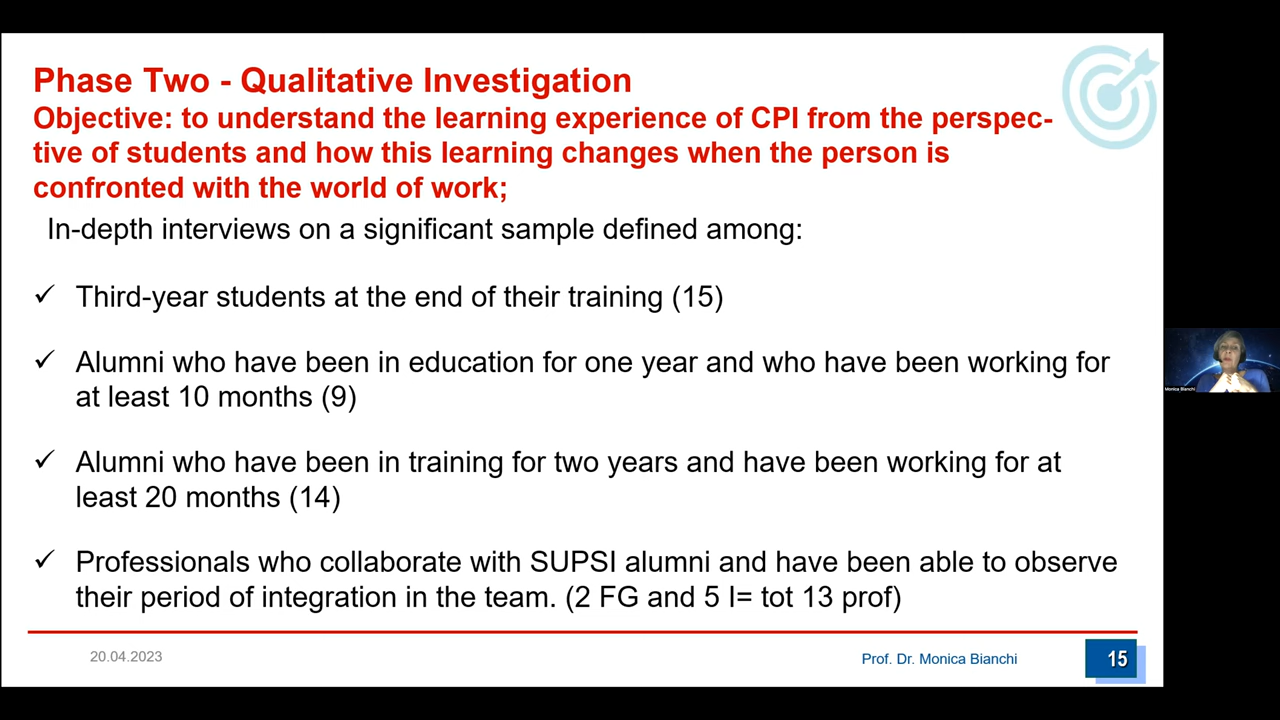 Phase Two - Qualitative Investigation
Objective: to understand the learning experience of CPI from the perspec-
tive of students and how this learning changes when the person is
confronted with the world of work;
In-depth interviews on a significant sample defined among:
✓ Third-year students at the end of their training (15)
✓ Alumni who have been in education for one year and who have been working for
at least 10 months (9)
✓ Alumni who have been in training for two years and have been working for at
least 20 months (14)
✓ Professionals who collaborate with SUPSI alumni and have been able to observe
their period of integration in the team. (2 FG and 5 I= tot 13 prof)
20.04.2023
Prof. Dr. Monica Bianchi
15
Monica Bianchi